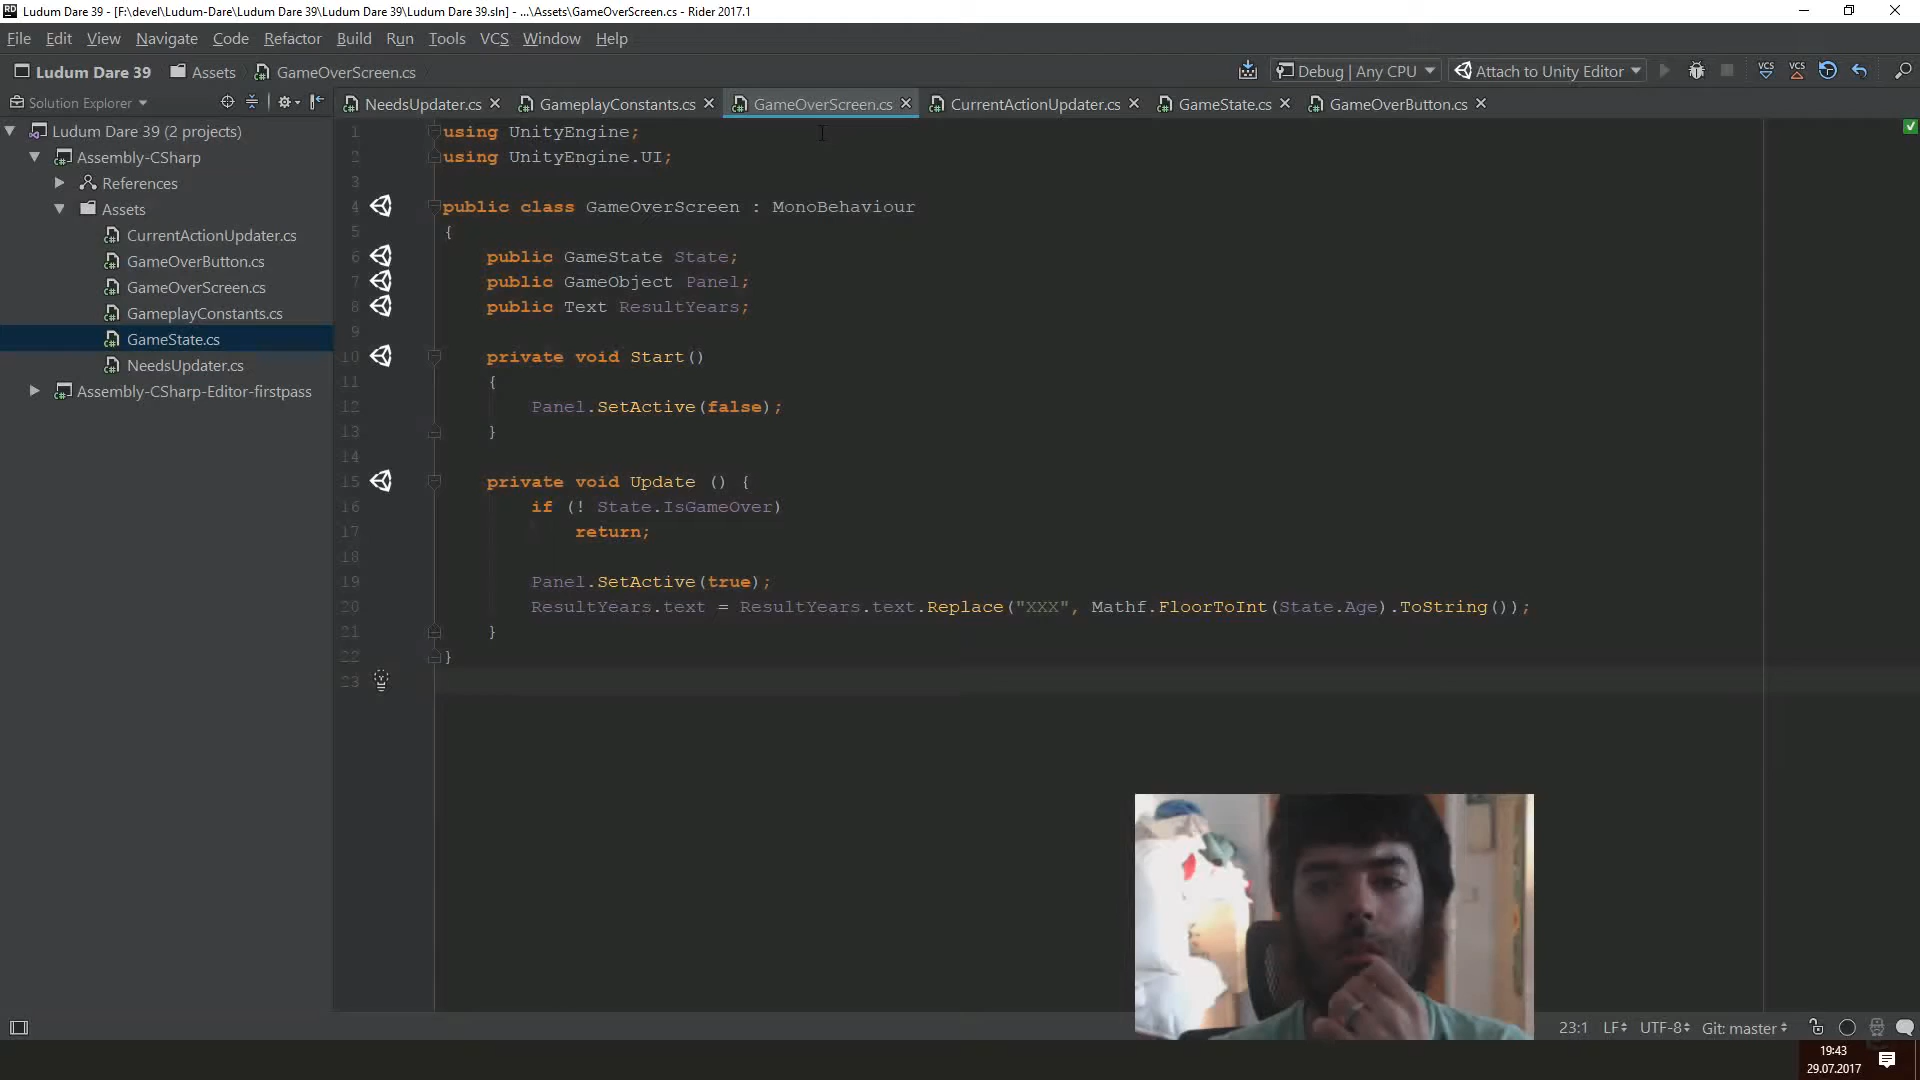 Ludum Dare 39 - [F:\devel\Ludum-Dare\Ludum Dare 39\Ludum Dare 39\Ludum Dare 39.sln] - ...\Assets\GameOverScreen.cs - Rider 2017.1
File Edit View Navigate Code Refactor Build Run Tools VCS Window Help
Ludum Dare 39 Assets GameOverScreen.cs Debug | Any CPU Attach to Unity Editor VCS VCS
Solution Explorer NeedsUpdater.cs GameplayConstants.cs GameOverScreen.cs CurrentActionUpdater.cs GameState.cs GameOverButton.cs
Ludum Dare 39 (2 projects)
Assembly-CSharp
References
Assets
CurrentActionUpdater.cs
GameOverButton.cs
GameOverScreen.cs
GameplayConstants.cs
GameState.cs
NeedsUpdater.cs
Assembly-CSharp-Editor-firstpass
1 using UnityEngine;
2 using UnityEngine.UI;
3
4 public class GameOverScreen : MonoBehaviour
5 {
6 public GameState State;
7 public GameObject Panel;
8 public Text ResultYears;
9
10 private void Start()
11 {
12 Panel.SetActive(false);
13 }
14
15 private void Update () {
16 if (! State.IsGameOver)
17 return;
18
19 Panel.SetActive(true);
20 ResultYears.text = ResultYears.text.Replace("XXX", Mathf.FloorToInt(State.Age).ToString());
21 }
22 }
23
23:1 LF UTF-8 Git: master
19:43
29.07.2017